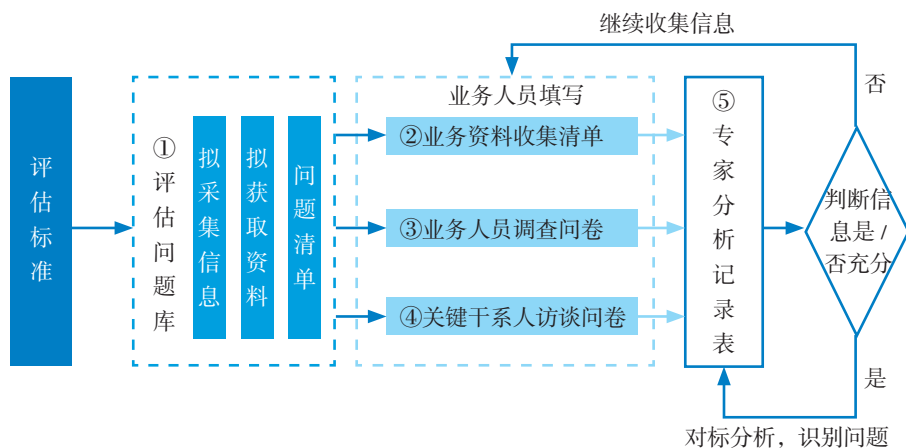 继续收集信息
评估标准
①评估问题库
拟采集信息
拟获取资料
问题清单
业务人员填写
②业务资料收集清单
③业务人员调查问卷
④关键干系人访谈问卷
⑤专家分析记录表
否
判断信
息是/
否充分
是
对标分析，识别问题